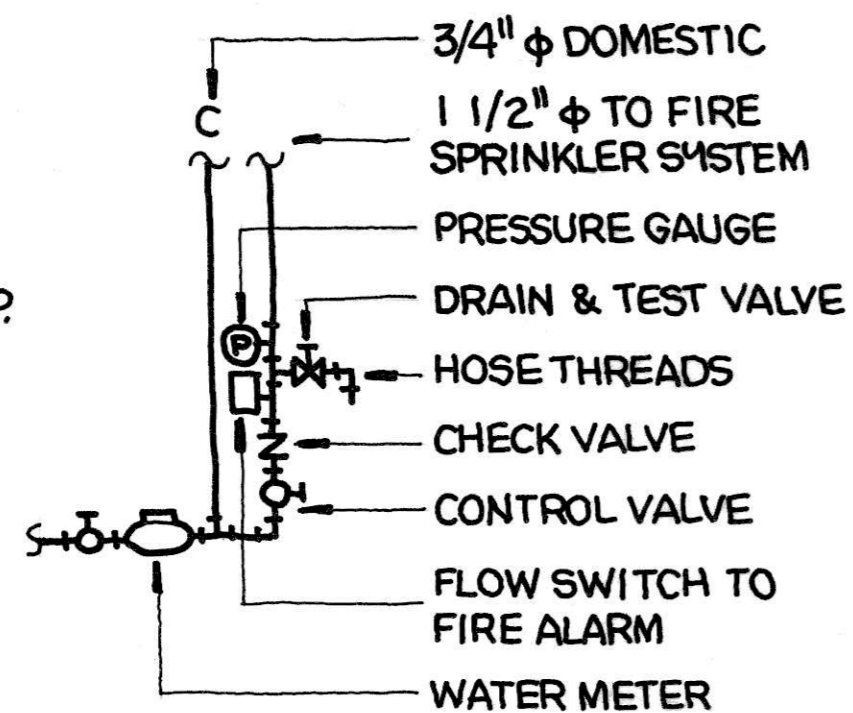 3/4" ϕ DOMESTIC
C
1 1/2" ϕ TO FIRE
SPRINKLER SYSTEM
PRESSURE GAUGE
?
DRAIN & TEST VALVE
P
HOSE THREADS
CHECK VALVE
CONTROL VALVE
FLOW SWITCH TO
FIRE ALARM
WATER METER